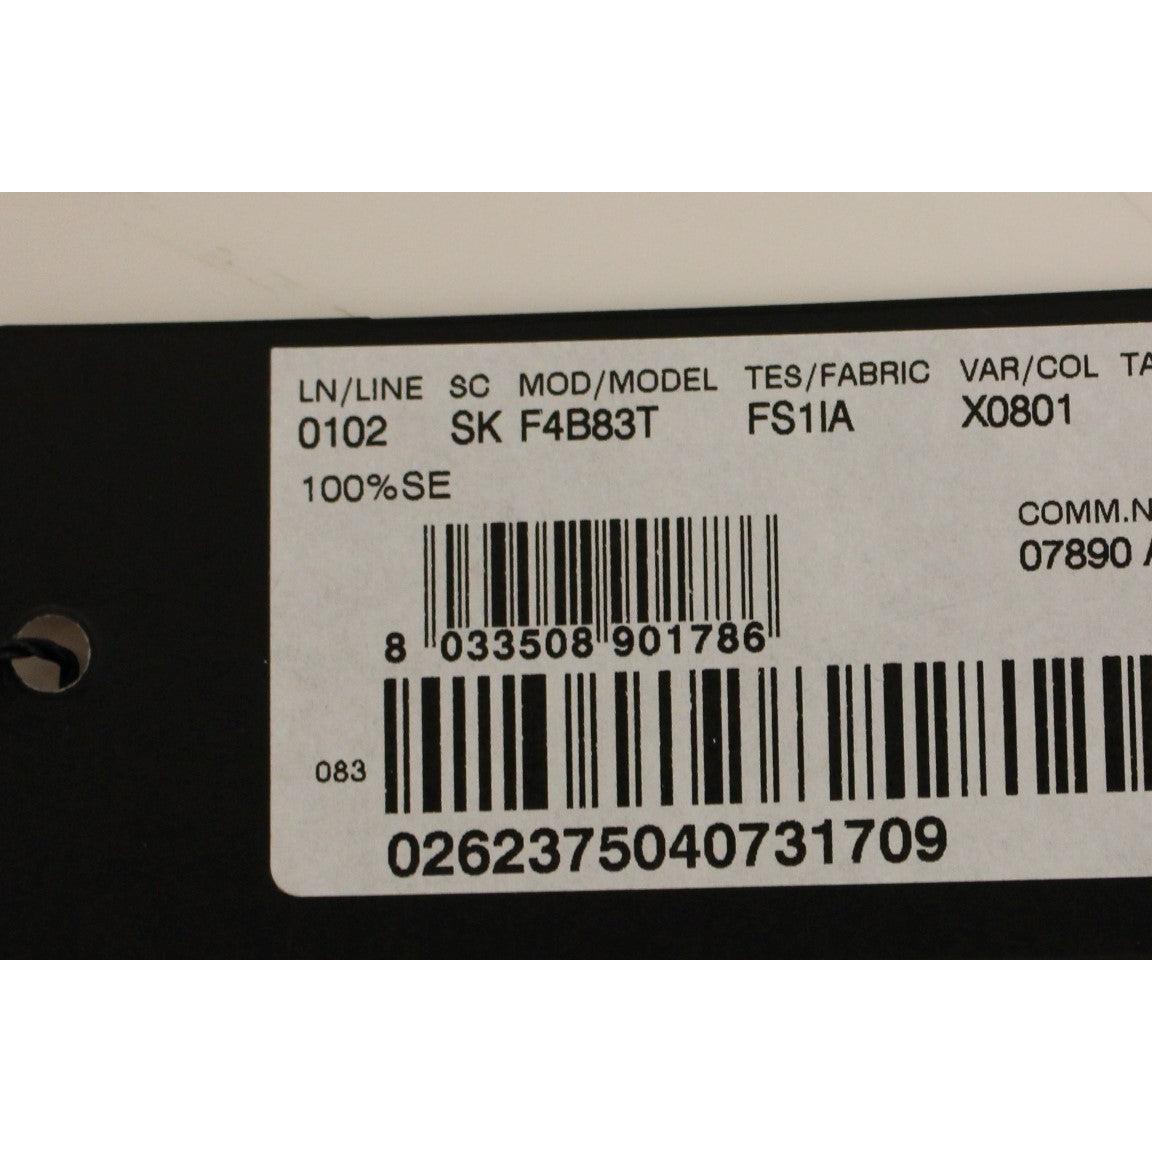 LN/LINE SC MOD/MODEL TES/FABRIC VAR/COL TA
0102 SK F4B83T FS1IA X0801
100%SE
COMM.N
07890 A
8 033508 901786
083
0262375040731709